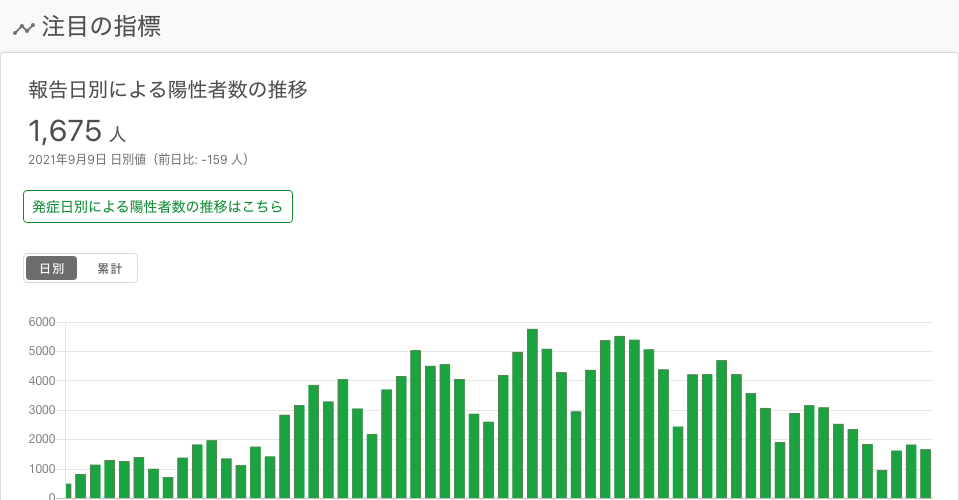 注目の指標
報告日別による陽性者数の推移
1,675 人
2021年9月9日 日別値（前日比: -159 人）
発症日別による陽性者数の推移はこちら
日別 累計
6000
5000
4000
3000
2000
1000
0